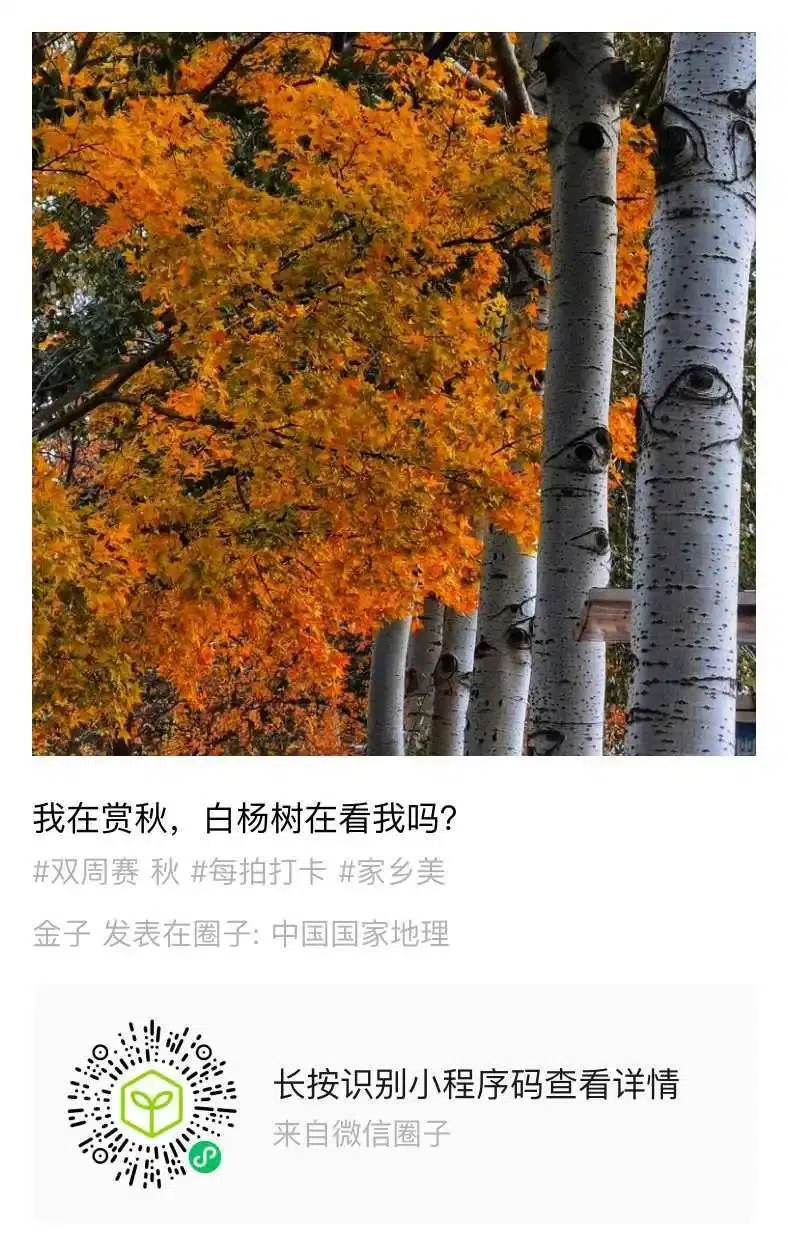 我在赏秋，白杨树在看我吗？
#双周赛 秋 #每拍打卡 #家乡美
金子 发表在圈子: 中国国家地理
长按识别小程序码查看详情
来自微信圈子